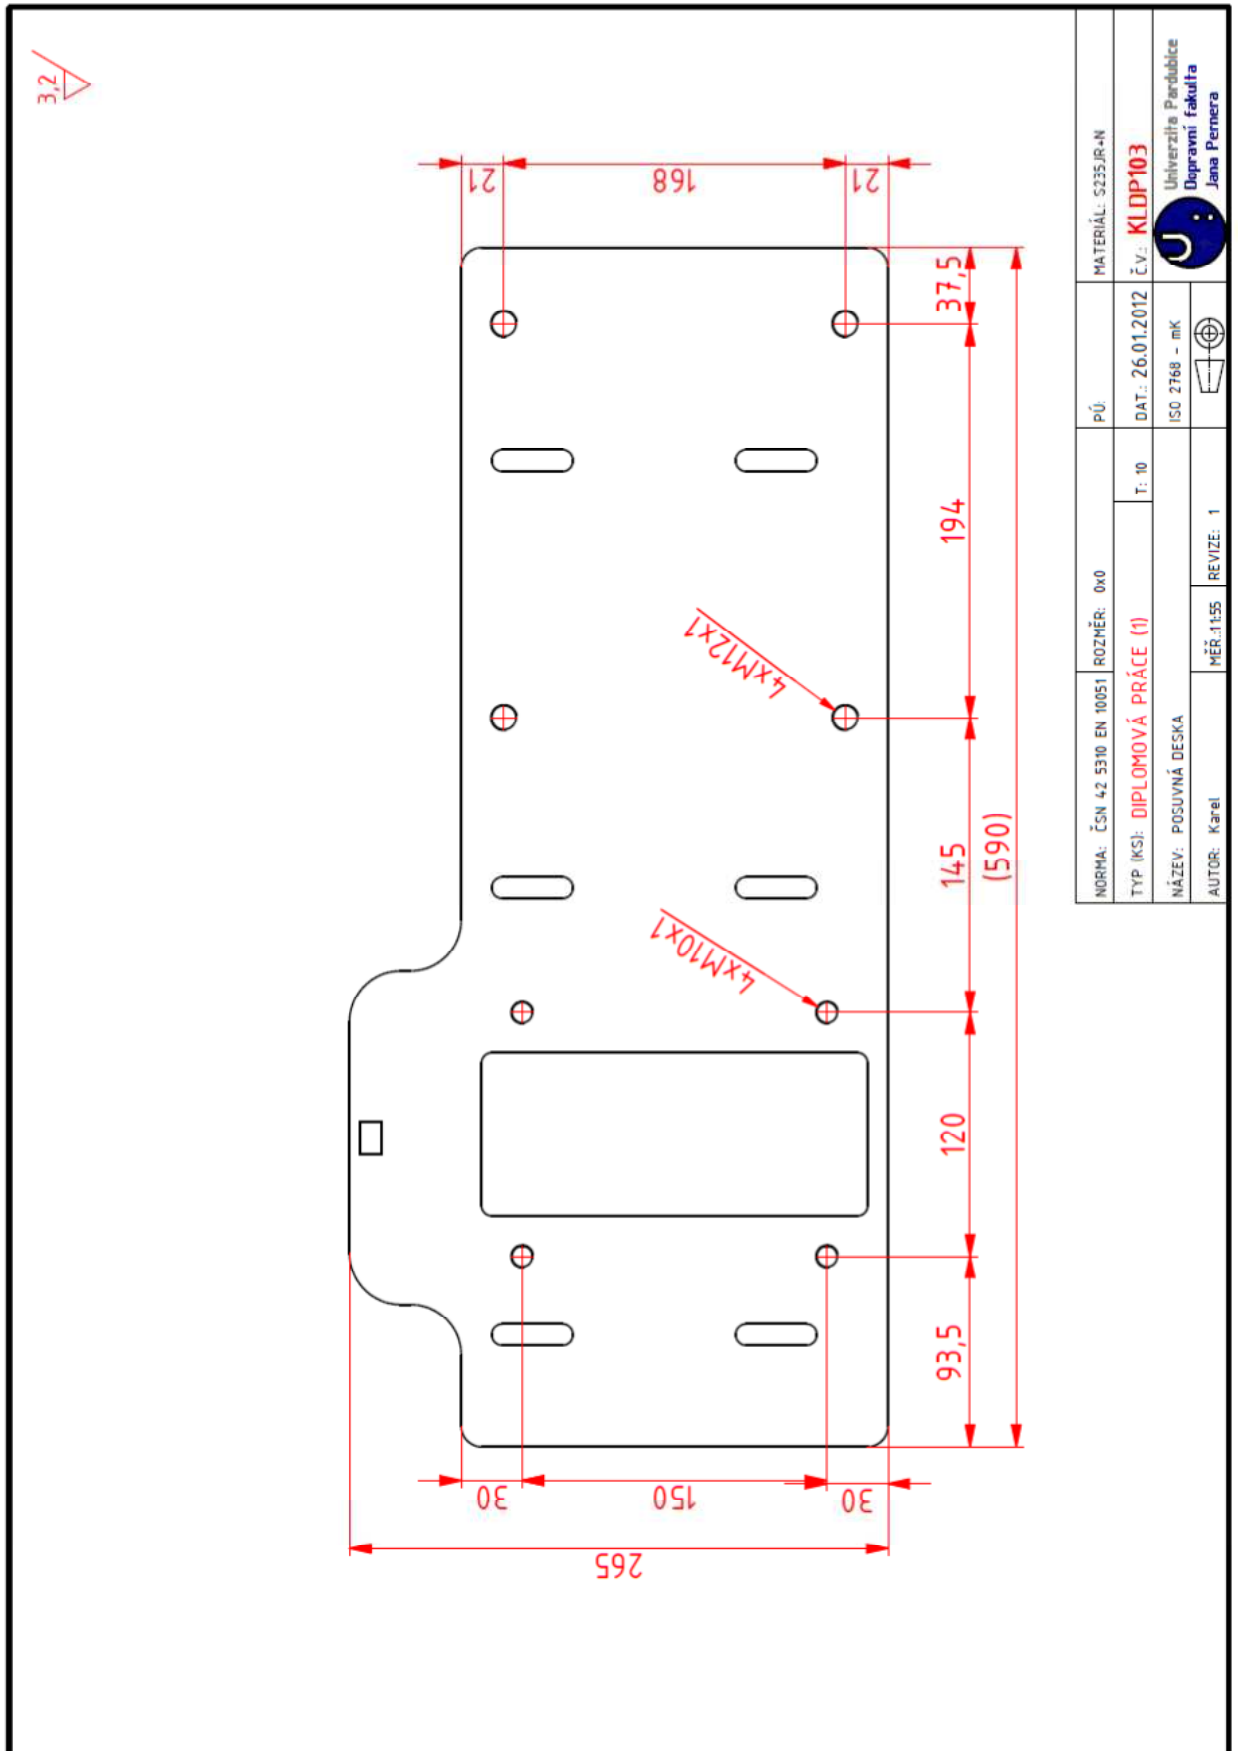 3,2
21
168
21
37,5
194
4xM12x1
145
(590)
4xM10x1
120
93,5
30
150
30
265
NORMA: ČSN 42 5310 EN 10051
ROZMĚR: 0x0
PÚ:
MATERIÁL: S235JR+N
TYP (KS): DIPLOMOVÁ PRÁCE (1)
T: 10
DAT.: 26.01.2012
Č.V.: KLDP103
NÁZEV: POSUVNÁ DESKA
ISO 2768 - mK
Univerzita Pardubice
Dopravní fakulta
Jana Pernera
AUTOR: Karel
MĚŘ.:1:1.55
REVIZE: 1